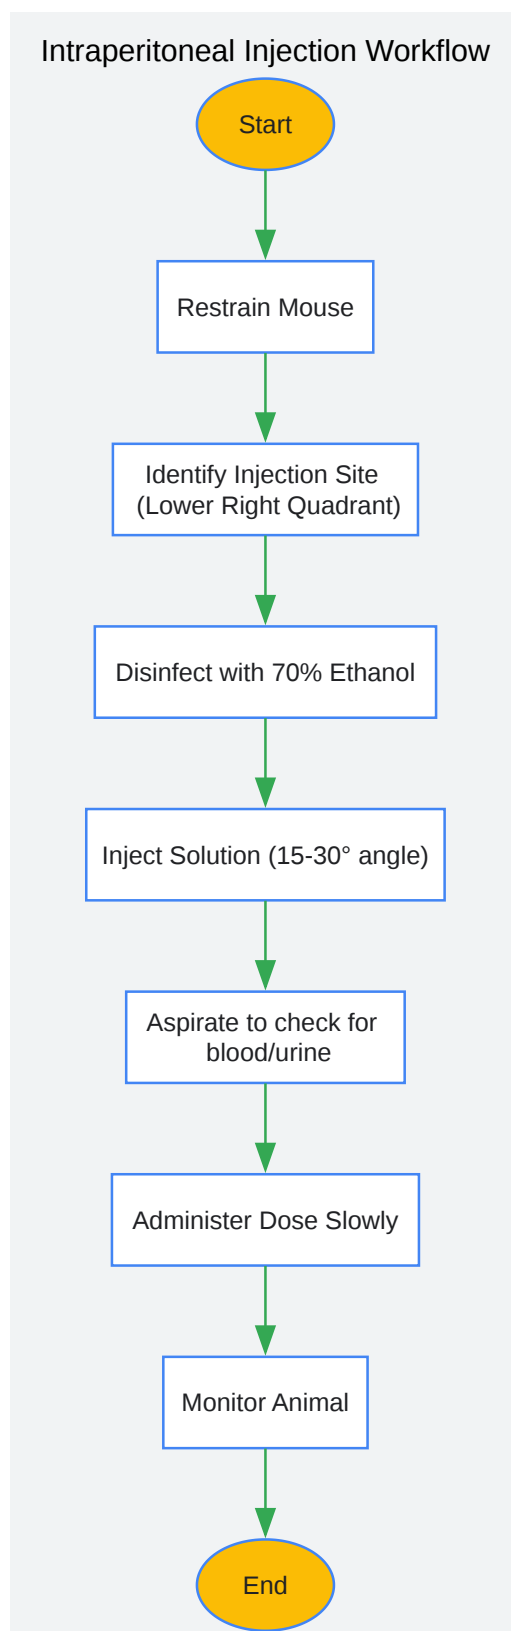 Intraperitoneal Injection Workflow
Start
Restrain Mouse
Identify Injection Site
(Lower Right Quadrant)
Disinfect with 70% Ethanol
Inject Solution (15-30° angle)
Aspirate to check for
blood/urine
Administer Dose Slowly
Monitor Animal
End